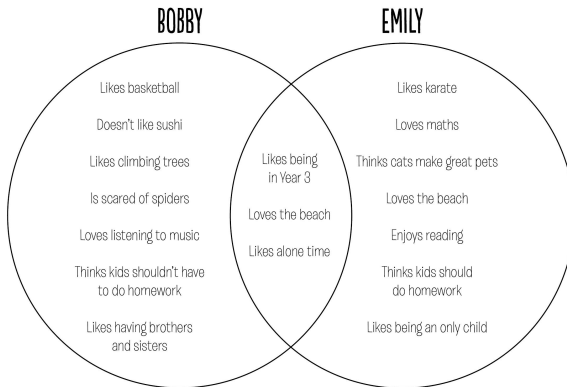 BOBBY
EMILY
Likes basketball
Doesn't like sushi
Likes climbing trees
Is scared of spiders
Loves listening to music
Thinks kids shouldn't have
to do homework
Likes having brothers
and sisters
Likes being
in Year 3
Loves the beach
Likes alone time
Likes karate
Loves maths
Thinks cats make great pets
Loves the beach
Enjoys reading
Thinks kids should
do homework
Likes being an only child